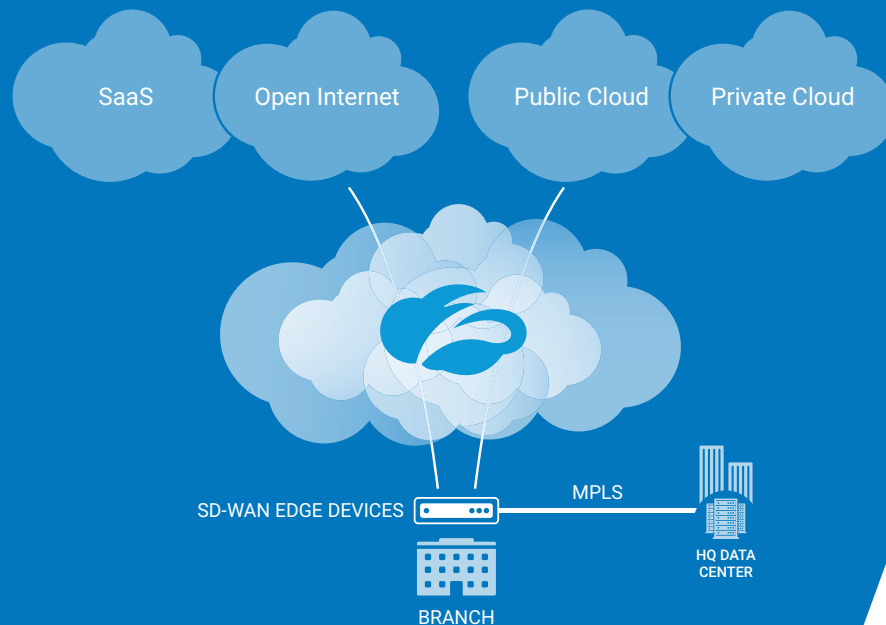 SaaS
Open Internet
Public Cloud
Private Cloud
SD-WAN EDGE DEVICES
MPLS
HQ DATA
CENTER
BRANCH